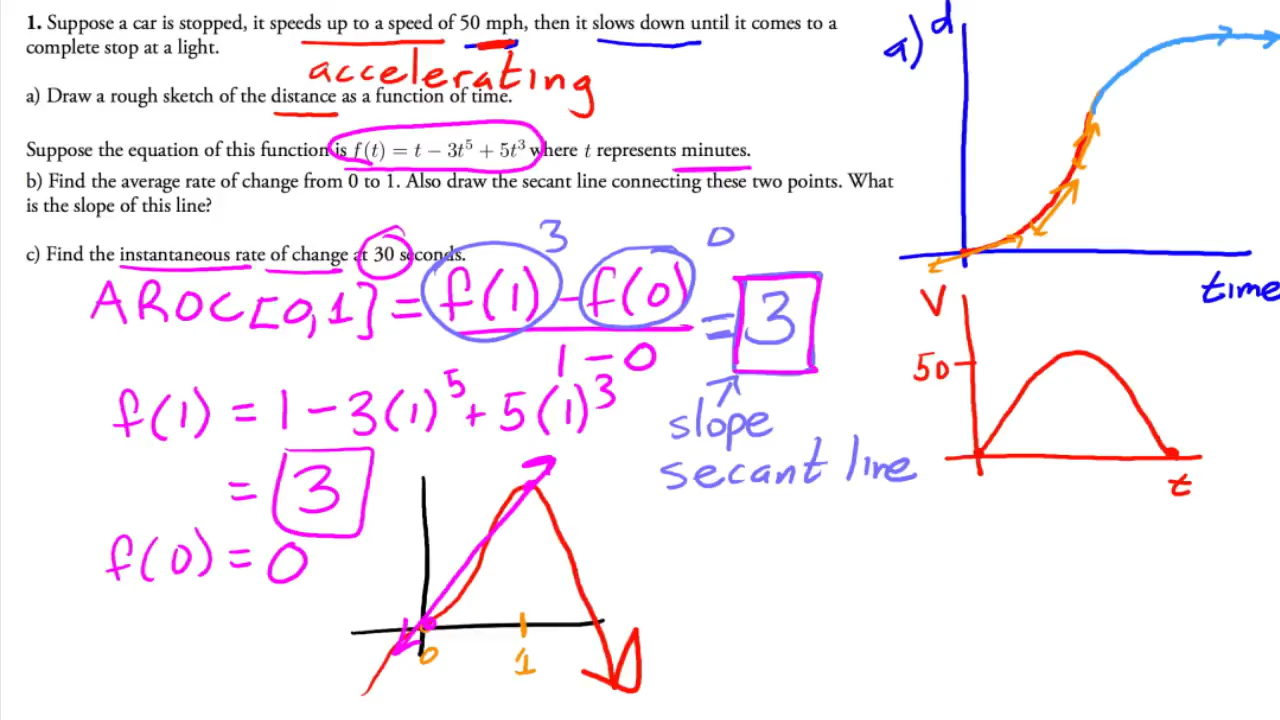 1. Suppose a car is stopped, it speeds up to a speed of 50 mph, then it slows down until it comes to a
complete stop at a light.
accelerating
a) Draw a rough sketch of the distance as a function of time.
Suppose the equation of this function is f(t) = t − 3t⁵ + 5t³ where t represents minutes.
b) Find the average rate of change from 0 to 1. Also draw the secant line connecting these two points. What
is the slope of this line?
c) Find the instantaneous rate of change at 30 seconds.
3 0
AROC[0,1] = f(1) - f(0) = 3
1 - 0
f(1) = 1 - 3(1)⁵ + 5(1)³
= 3
f(0) = 0
slope
secant line
0 1
a) d
time
V
50
t